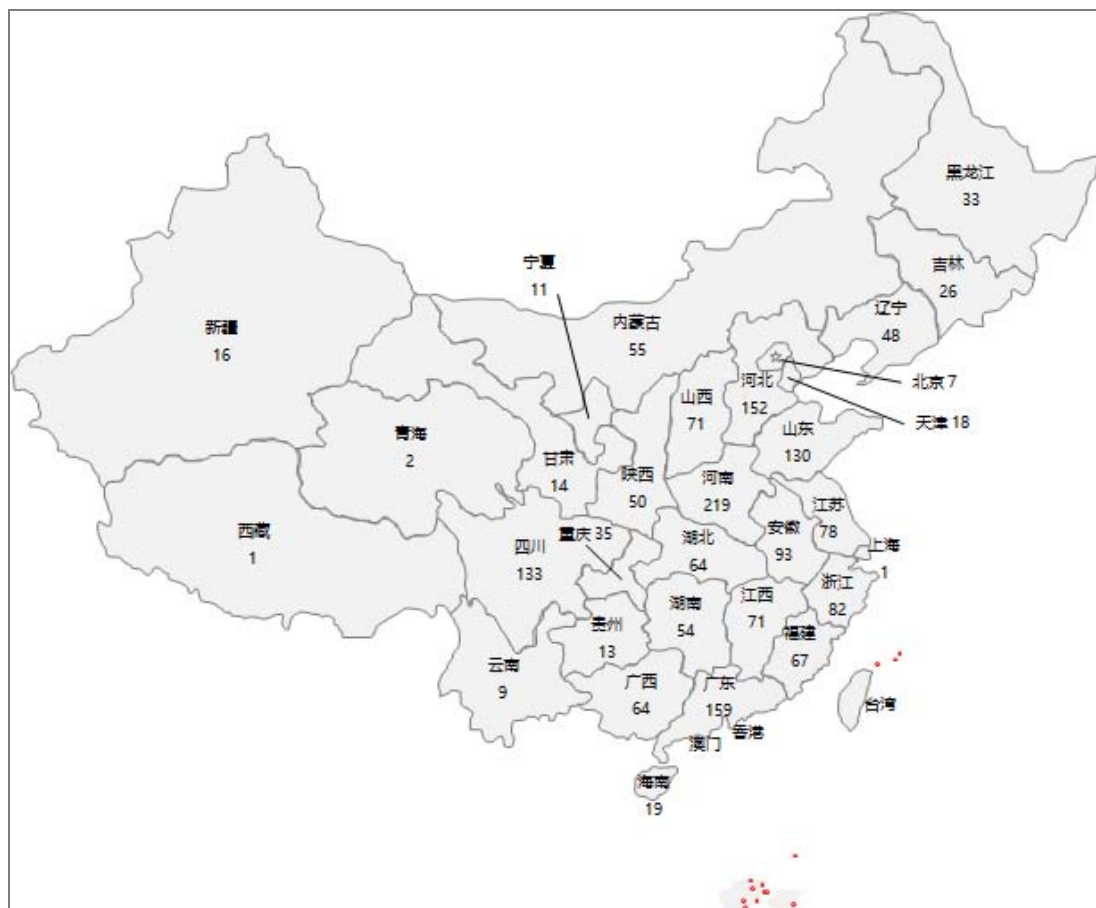 黑龙江
33
吉林
26
宁夏
11
辽宁
48
内蒙古
55
新疆
16
北京 7
河北
152
山西
71
天津 18
山东
130
青海
2
甘肃
14
陕西
50
河南
219
江苏
78
安徽
93
西藏
1
重庆 35
四川
133
湖北
64
上海
1
浙江
82
江西
71
湖南
54
贵州
13
福建
67
云南
9
广西
64
广东
159
台湾
香港
澳门
海南
19